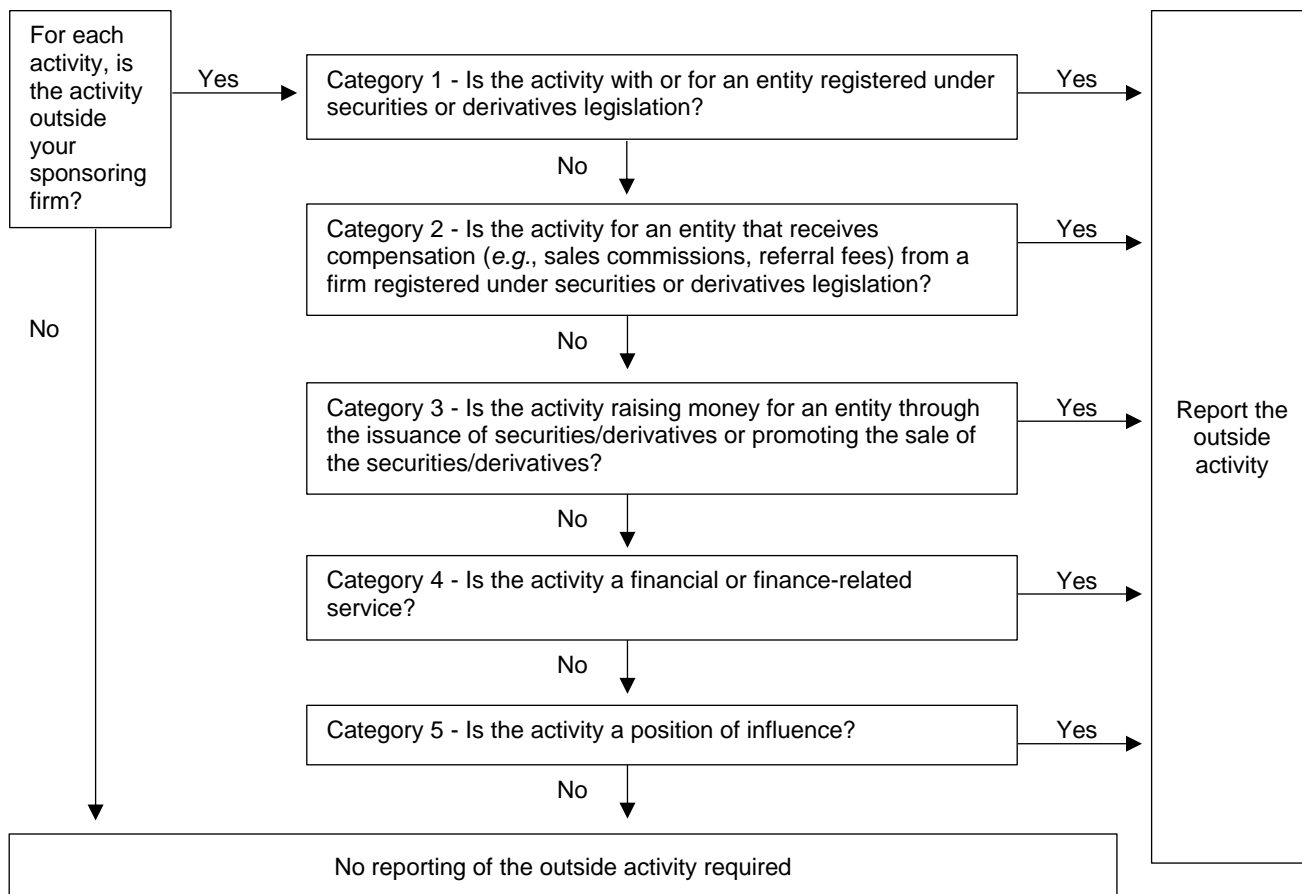 For each
activity, is
the activity
outside
your
sponsoring
firm?
Yes
Category 1 - Is the activity with or for an entity registered under
securities or derivatives legislation?
Yes
No
Category 2 - Is the activity for an entity that receives
compensation (e.g., sales commissions, referral fees) from a
firm registered under securities or derivatives legislation?
Yes
No
No
Category 3 - Is the activity raising money for an entity through
the issuance of securities/derivatives or promoting the sale of
the securities/derivatives?
Yes
Report the
outside
activity
No
Category 4 - Is the activity a financial or finance-related
service?
Yes
No
Category 5 - Is the activity a position of influence?
Yes
No
No reporting of the outside activity required